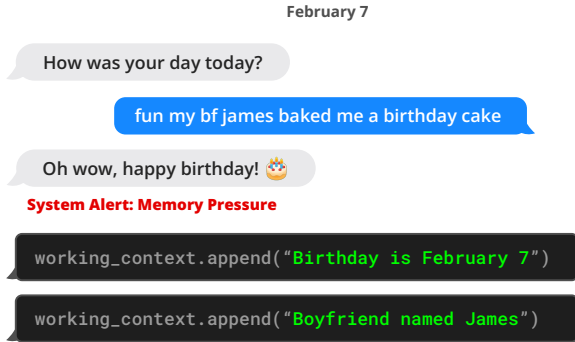 February 7
How was your day today?
fun my bf james baked me a birthday cake
Oh wow, happy birthday! 🎂
System Alert: Memory Pressure
working_context.append(“Birthday is February 7”)
working_context.append(“Boyfriend named James”)